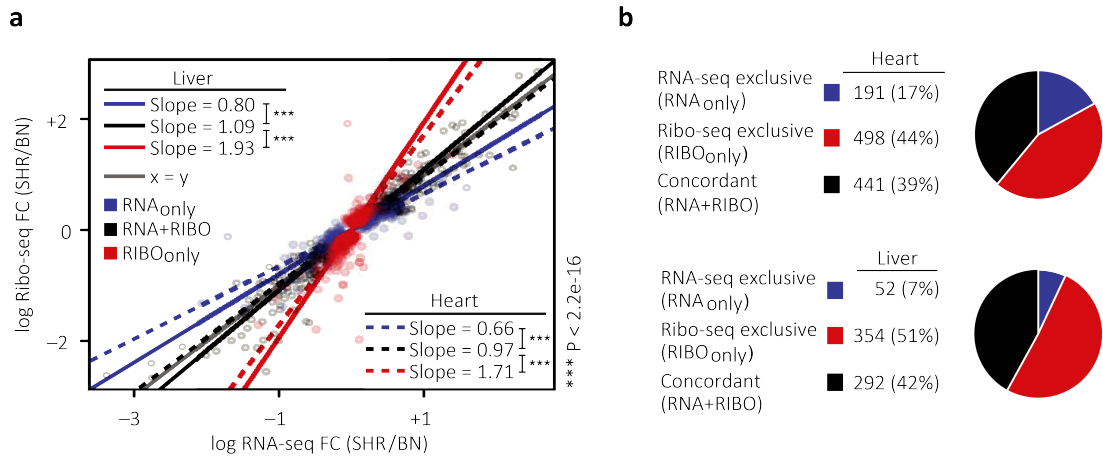 a
Liver
Slope = 0.80
***
Slope = 1.09
***
Slope = 1.93
x = y
RNAonly
RNA+RIBO
RIBOonly
Heart
Slope = 0.66
***
Slope = 0.97
***
Slope = 1.71
*** P < 2.2e-16
+2
0
−2
log Ribo-seq FC (SHR/BN)
−3
−1
+1
log RNA-seq FC (SHR/BN)
b
Heart
RNA-seq exclusive
(RNAonly)
191 (17%)
Ribo-seq exclusive
(RIBOonly)
498 (44%)
Concordant
(RNA+RIBO)
441 (39%)
Liver
RNA-seq exclusive
(RNAonly)
52 (7%)
Ribo-seq exclusive
(RIBOonly)
354 (51%)
Concordant
(RNA+RIBO)
292 (42%)